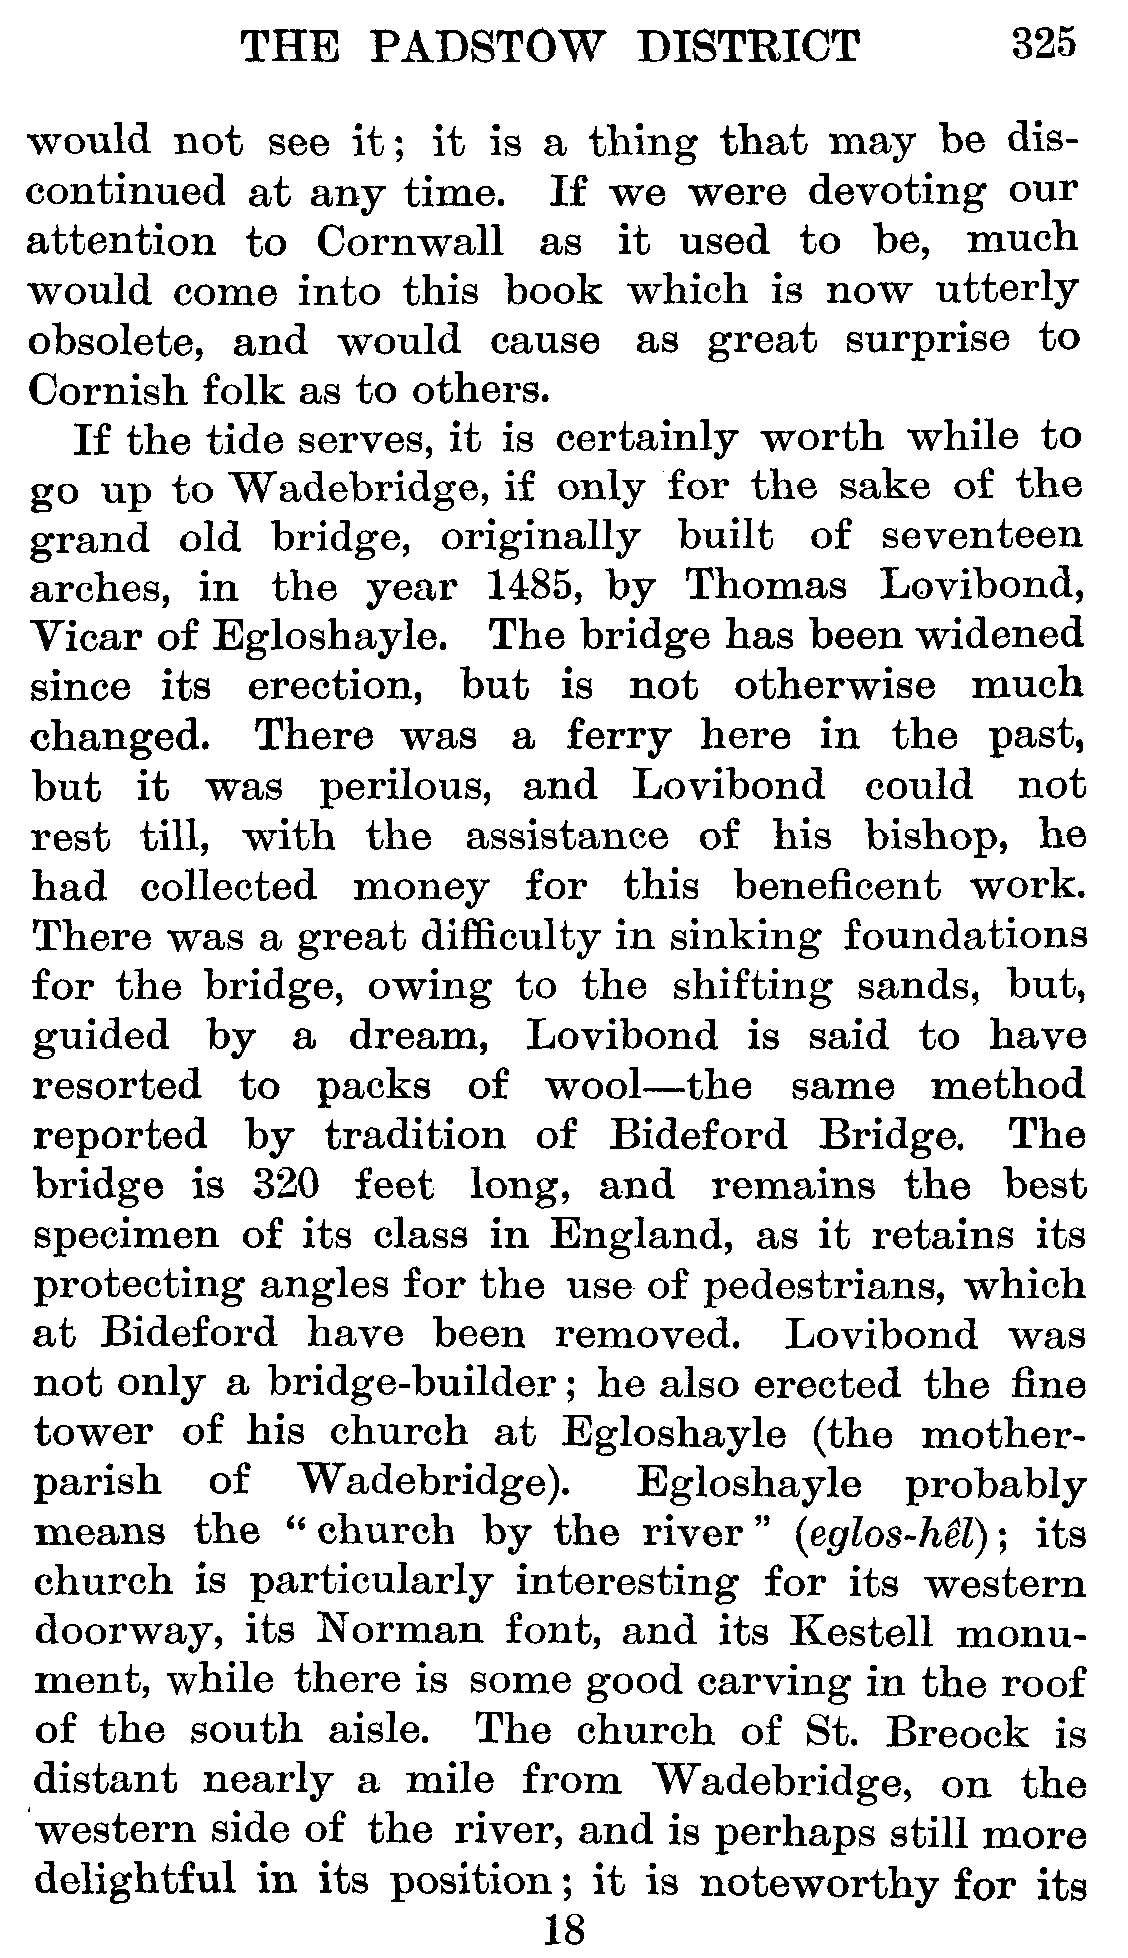 THE PADSTOW DISTRICT 325
would not see it; it is a thing that may be dis-
continued at any time. If we were devoting our
attention to Cornwall as it used to be, much
would come into this book which is now utterly
obsolete, and would cause as great surprise to
Cornish folk as to others.
If the tide serves, it is certainly worth while to
go up to Wadebridge, if only for the sake of the
grand old bridge, originally built of seventeen
arches, in the year 1485, by Thomas Lovibond,
Vicar of Egloshayle. The bridge has been widened
since its erection, but is not otherwise much
changed. There was a ferry here in the past,
but it was perilous, and Lovibond could not
rest till, with the assistance of his bishop, he
had collected money for this beneficent work.
There was a great difficulty in sinking foundations
for the bridge, owing to the shifting sands, but,
guided by a dream, Lovibond is said to have
resorted to packs of wool—the same method
reported by tradition of Bideford Bridge. The
bridge is 320 feet long, and remains the best
specimen of its class in England, as it retains its
protecting angles for the use of pedestrians, which
at Bideford have been removed. Lovibond was
not only a bridge-builder; he also erected the fine
tower of his church at Egloshayle (the mother-
parish of Wadebridge). Egloshayle probably
means the “church by the river” (eglos-hêl); its
church is particularly interesting for its western
doorway, its Norman font, and its Kestell monu-
ment, while there is some good carving in the roof
of the south aisle. The church of St. Breock is
distant nearly a mile from Wadebridge, on the
western side of the river, and is perhaps still more
delightful in its position; it is noteworthy for its
18